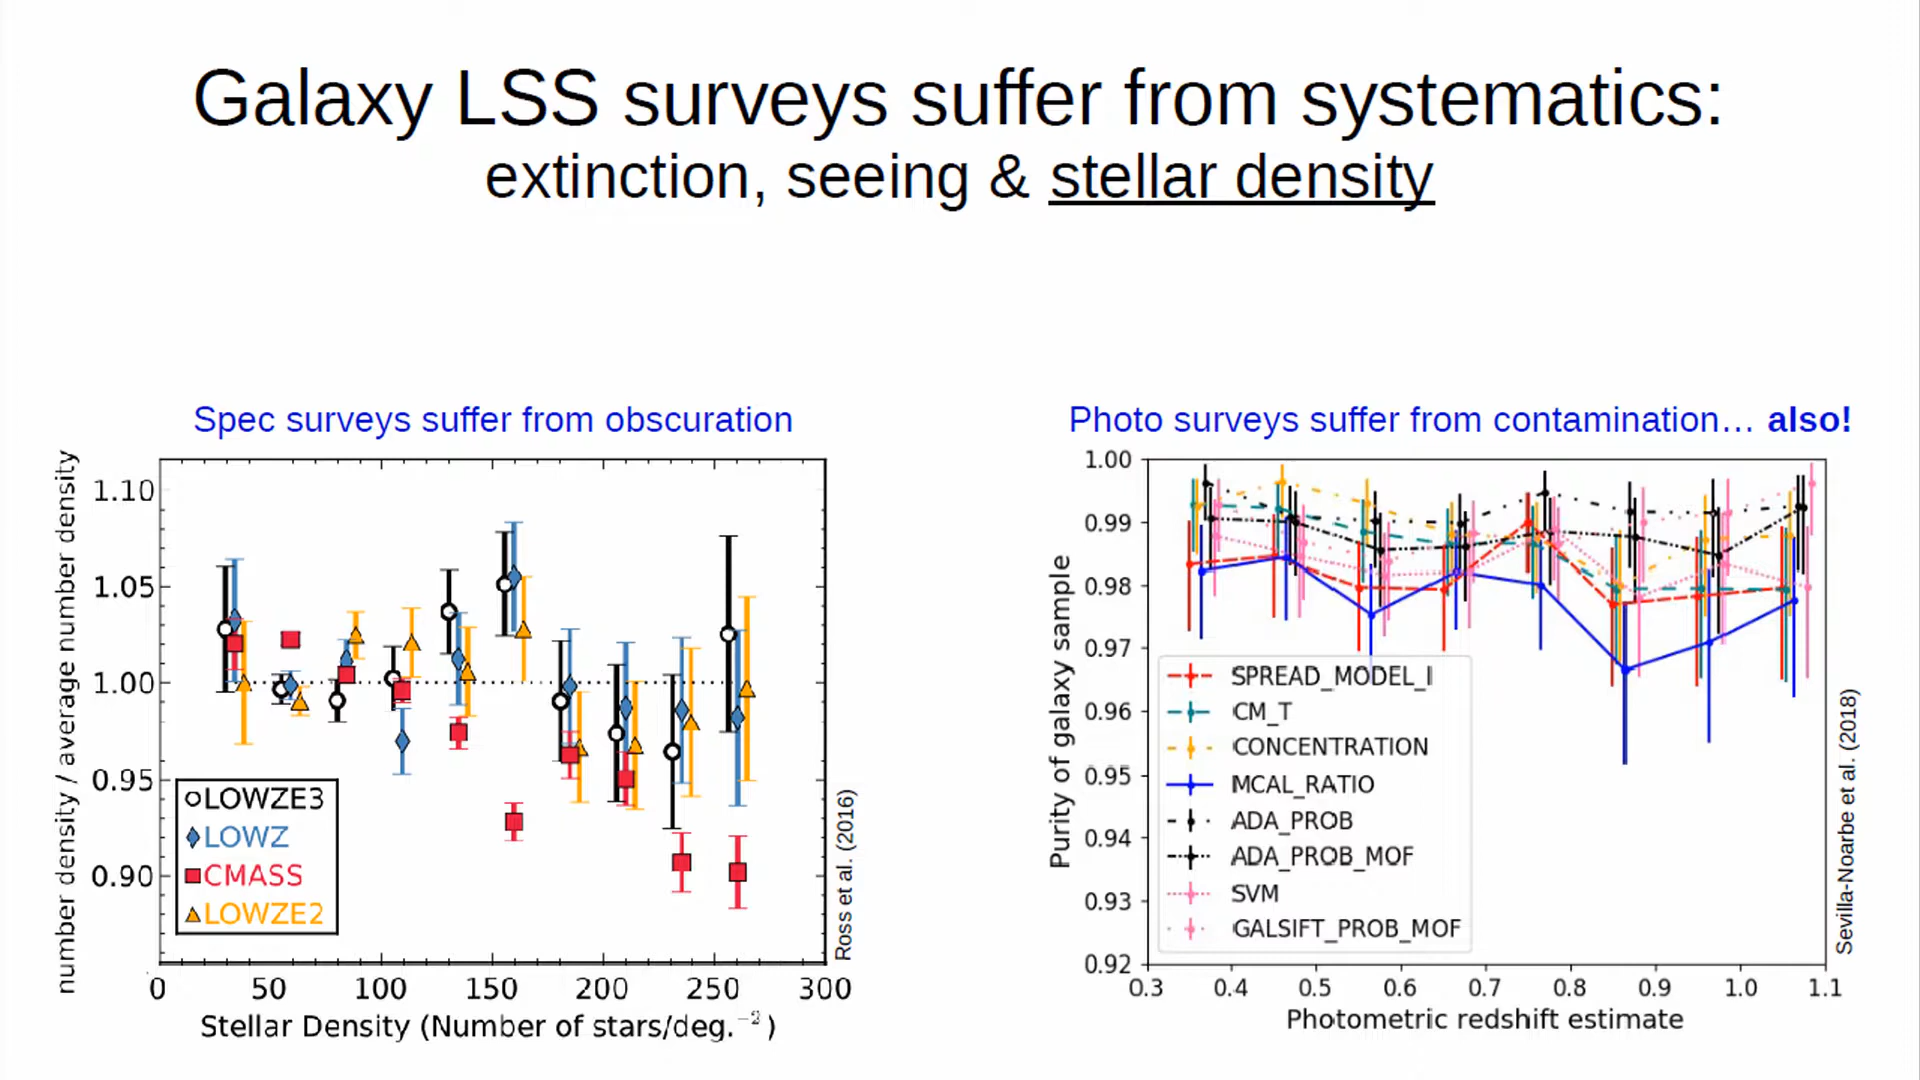 Galaxy LSS surveys suffer from systematics:
extinction, seeing & stellar density
Spec surveys suffer from obscuration
number density / average number density
1.10
1.05
1.00
0.95
0.90
LOWZE3
LOWZ
CMASS
LOWZE2
0 50 100 150 200 250 300
Stellar Density (Number of stars/deg.⁻²)
Ross et al. (2016)
Photo surveys suffer from contamination... also!
Purity of galaxy sample
1.00
0.99
0.98
0.97
0.96
0.95
0.94
0.93
0.92
SPREAD_MODEL_I
CM_T
CONCENTRATION
MCAL_RATIO
ADA_PROB
ADA_PROB_MOF
SVM
GALSIFT_PROB_MOF
0.3 0.4 0.5 0.6 0.7 0.8 0.9 1.0 1.1
Photometric redshift estimate
Sevilla-Noarbe et al. (2018)